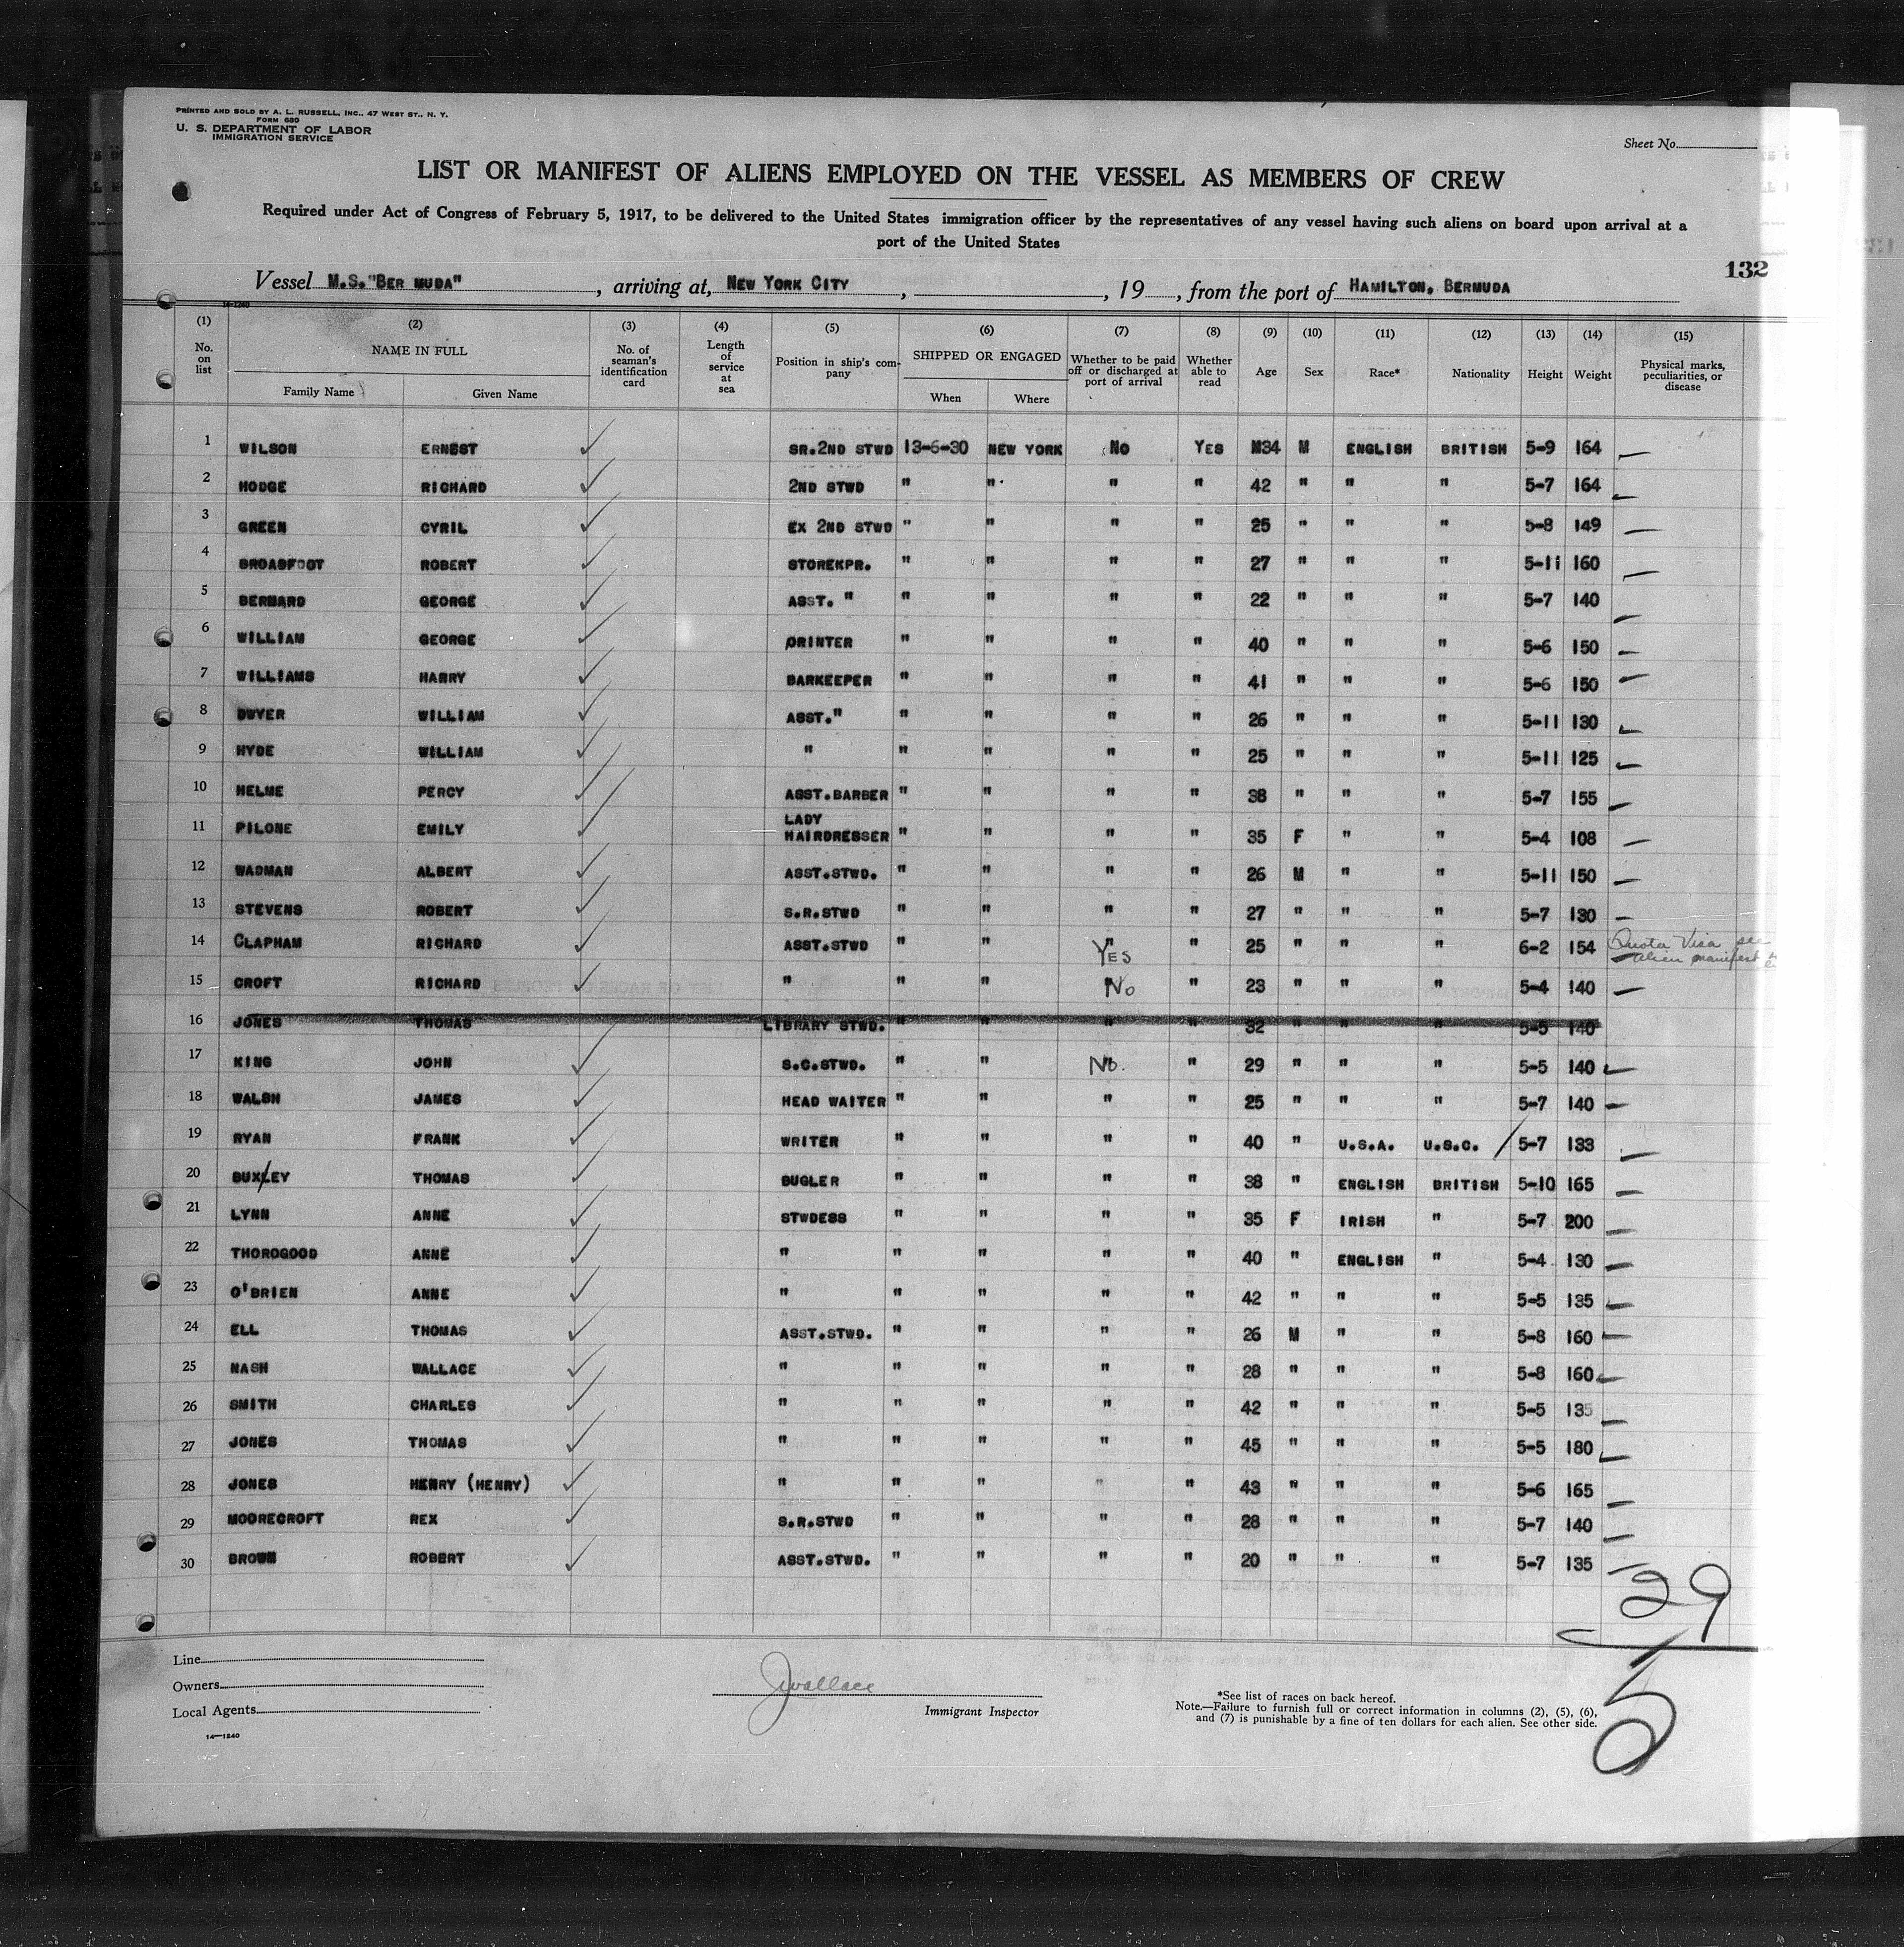 PRINTED AND SOLD BY A. L. RUSSELL, INC., 47 WEST ST., N. Y.
FORM 680
U. S. DEPARTMENT OF LABOR
IMMIGRATION SERVICE
Sheet No.
LIST OR MANIFEST OF ALIENS EMPLOYED ON THE VESSEL AS MEMBERS OF CREW
Required under Act of Congress of February 5, 1917, to be delivered to the United States immigration officer by the representatives of any vessel having such aliens on board upon arrival at a
port of the United States
132
Vessel M.S."BERMUDA", arriving at, NEW YORK CITY, , 19 , from the port of HAMILTON, BERMUDA
14-1240
(1) (2) (3) (4) (5) (6) (7) (8) (9) (10) (11) (12) (13) (14) (15)
No. on list NAME IN FULL Family Name Given Name No. of seaman's identification card Length of service at sea Position in ship's company SHIPPED OR ENGAGED When Where Whether to be paid off or discharged at port of arrival Whether able to read Age Sex Race* Nationality Height Weight Physical marks, peculiarities, or disease
1 WILSON ERNEST ✓ SR.2ND STWD 13-6-30 NEW YORK NO YES M34 M ENGLISH BRITISH 5-9 164 —
2 HODGE RICHARD ✓ 2ND STWD " " " " 42 " " " 5-7 164 —
3 GREEN CYRIL ✓ EX 2ND STWD " " " " 25 " " " 5-8 149 —
4 BROADFOOT ROBERT ✓ STOREKPR. " " " " 27 " " " 5-11 160 —
5 BERNARD GEORGE ✓ ASST. " " " " " 22 " " " 5-7 140 —
6 WILLIAM GEORGE ✓ PRINTER " " " " 40 " " " 5-6 150 —
7 WILLIAMS HARRY ✓ BARKEEPER " " " " 41 " " " 5-6 150 —
8 DWYER WILLIAM ✓ ASST." " " " " 26 " " " 5-11 130 —
9 HYDE WILLIAM ✓ " " " " " 25 " " " 5-11 125 —
10 HELME PERCY ✓ ASST.BARBER " " " " 38 " " " 5-7 155 —
11 PILONE EMILY ✓ LADY HAIRDRESSER " " " " 35 F " " 5-4 108 —
12 WADMAN ALBERT ✓ ASST.STWD. " " " " 26 M " " 5-11 150 —
13 STEVENS ROBERT ✓ S.R.STWD " " " " 27 " " " 5-7 130 —
14 CLAPHAM RICHARD ✓ ASST.STWD " " " YES " 25 " " " 6-2 154 Quota Visa see alien manifest
15 CROFT RICHARD ✓ " " " " No " 23 " " " 5-4 140 —
16 JONES THOMAS LIBRARY STWD. " " " " 32 " " " 5-5 140
17 KING JOHN ✓ S.C.STWD. " " " No. " 29 " " " 5-5 140 —
18 WALSH JAMES ✓ HEAD WAITER " " " " 25 " " " 5-7 140 —
19 RYAN FRANK ✓ WRITER " " " " 40 " U.S.A. U.S.C. / 5-7 133 —
20 BUXLEY THOMAS ✓ BUGLER " " " " 38 " ENGLISH BRITISH 5-10 165 —
21 LYNN ANNE ✓ STWDESS " " " " 35 F IRISH " 5-7 200 —
22 THOROGOOD ANNE ✓ " " " " " 40 " ENGLISH " 5-4 130 —
23 O'BRIEN ANNE ✓ " " " " " 42 " " " 5-5 135 —
24 ELL THOMAS ✓ ASST.STWD. " " " " 26 M " " 5-8 160 —
25 NASH WALLACE ✓ " " " " " 28 " " " 5-8 160 —
26 SMITH CHARLES ✓ " " " " " 42 " " " 5-5 135 —
27 JONES THOMAS ✓ " " " " " 45 " " " 5-5 180 —
28 JONES HENRY (HENRY) ✓ " " " " " 43 " " " 5-6 165 —
29 MOORECROFT REX ✓ S.R.STWD " " " " 28 " " " 5-7 140 —
30 BROWN ROBERT ✓ ASST.STWD. " " " " 20 " " " 5-7 135 —
29
Line
Owners
Local Agents
14—1240
JWallace
Immigrant Inspector
*See list of races on back hereof.
Note.—Failure to furnish full or correct information in columns (2), (5), (6),
and (7) is punishable by a fine of ten dollars for each alien. See other side.